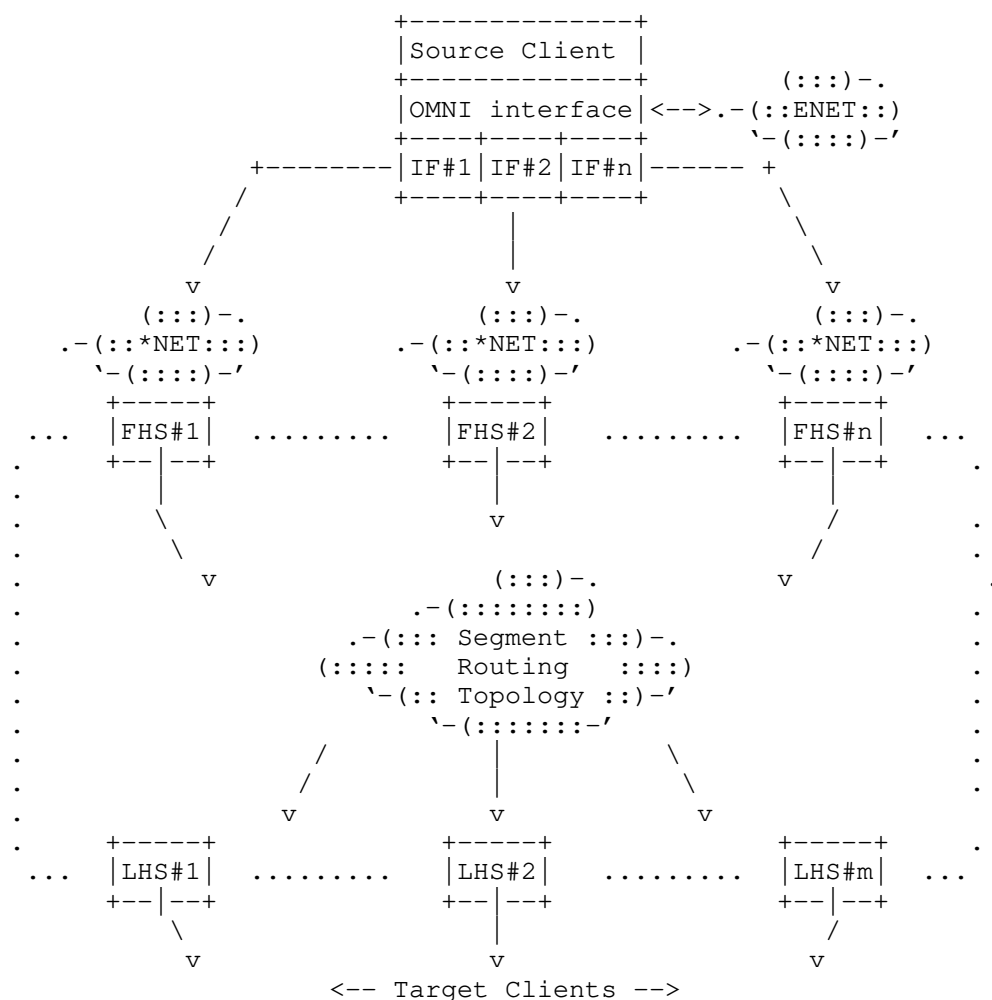 Source Client
OMNI interface <--> ENET
IF#1 IF#2 IF#n
*NET *NET *NET
FHS#1 FHS#2 FHS#n
Segment
Routing
Topology
LHS#1 LHS#2 LHS#m
<-- Target Clients -->